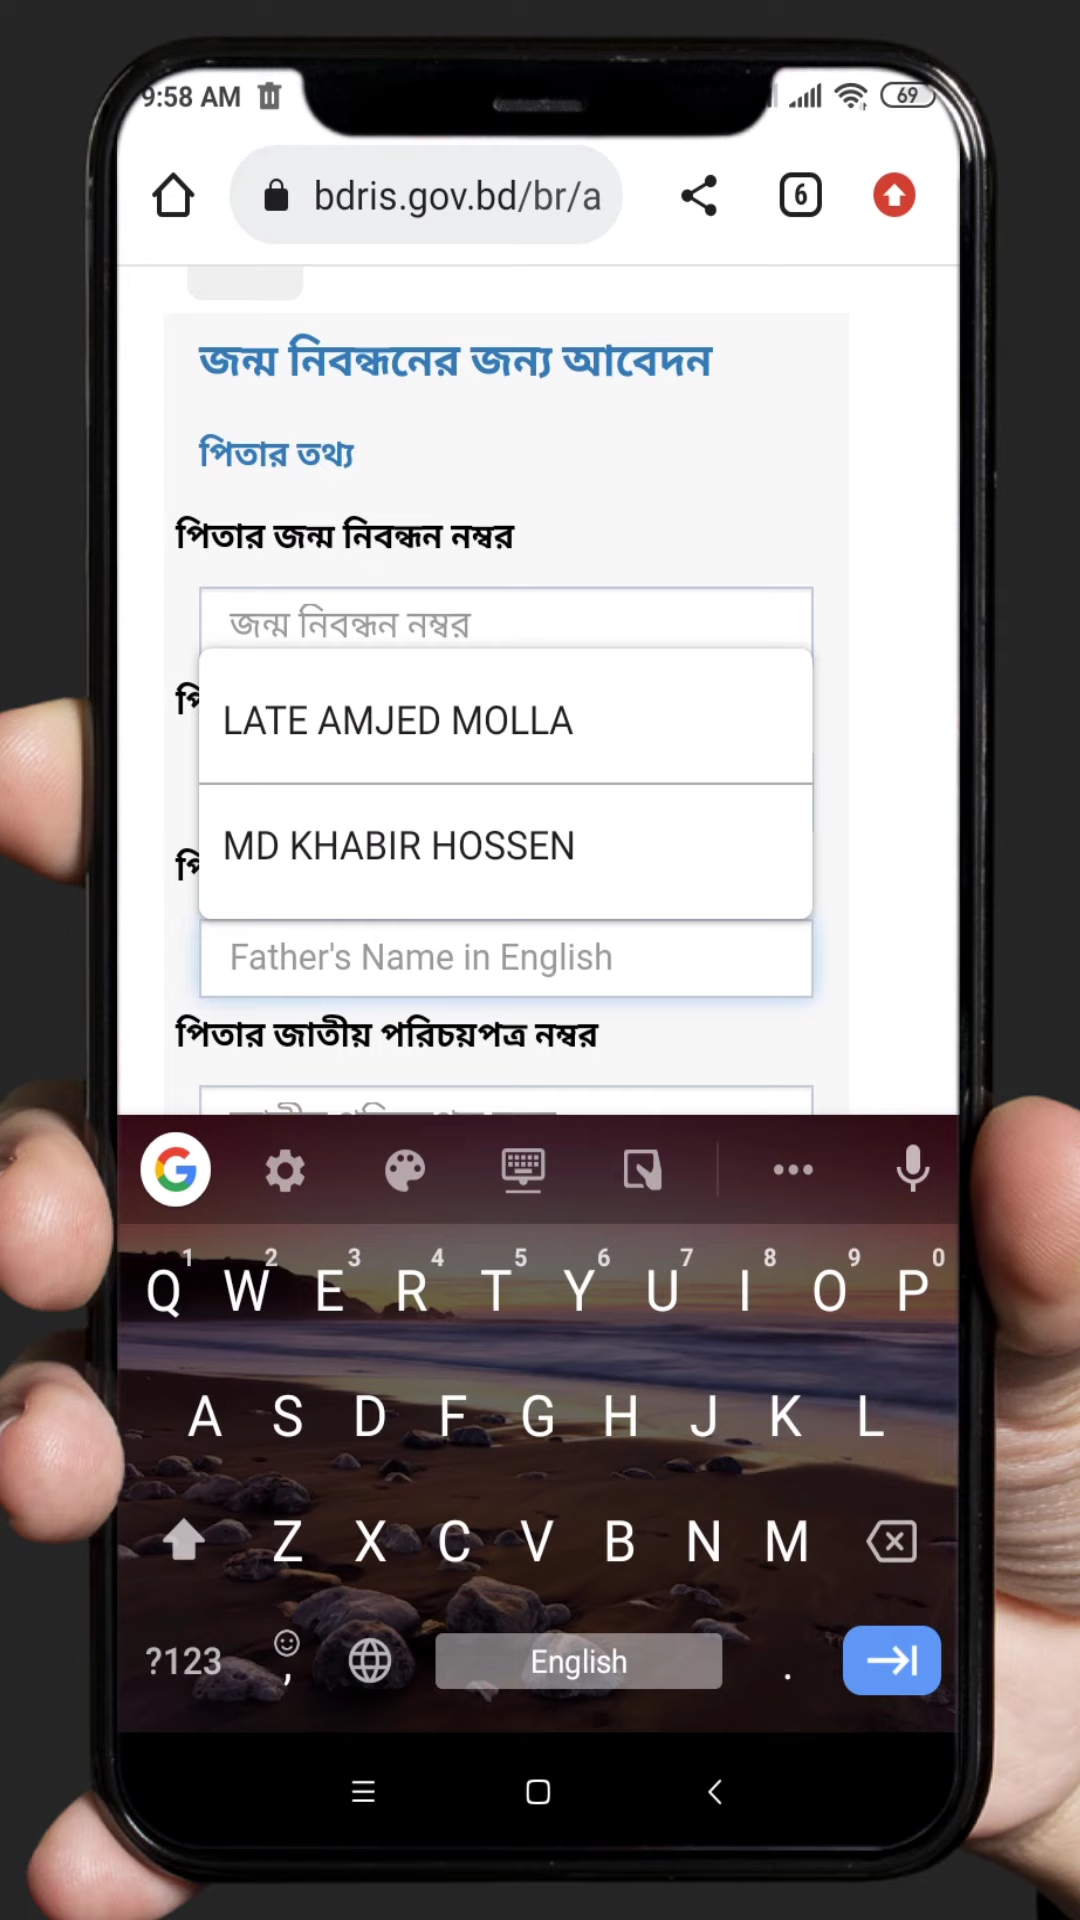 9:58 AM
69
bdris.gov.bd/br/a
6
জন্ম নিবন্ধনের জন্য আবেদন
পিতার তথ্য
পিতার জন্ম নিবন্ধন নম্বর
জন্ম নিবন্ধন নম্বর
পি
LATE AMJED MOLLA
MD KHABIR HOSSEN
পি
Father's Name in English
পিতার জাতীয় পরিচয়পত্র নম্বর
1 2 3 4 5 6 7 8 9 0
Q W E R T Y U I O P
A S D F G H J K L
Z X C V B N M
?123 , English .